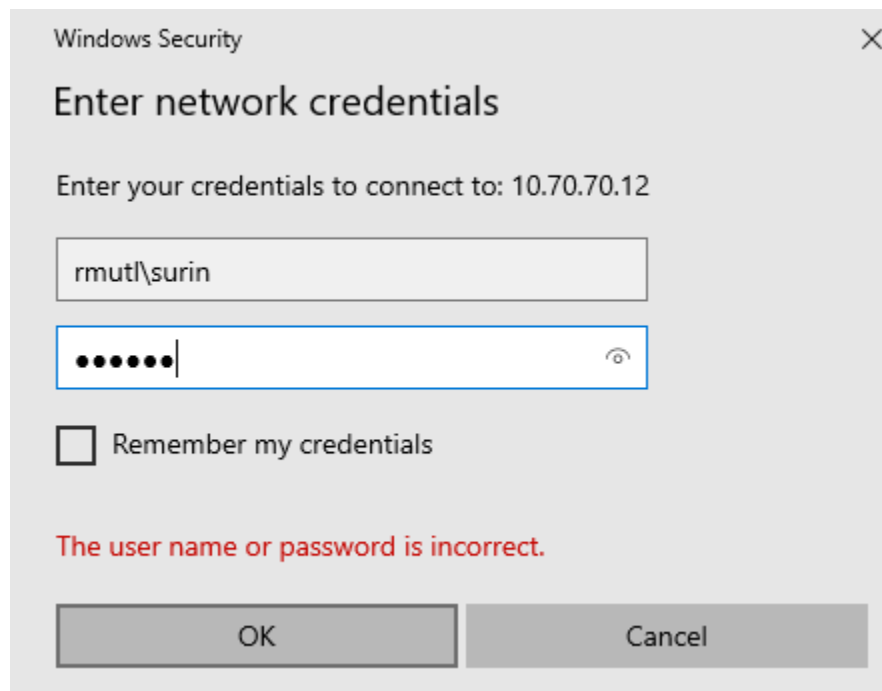 Windows Security
Enter network credentials
Enter your credentials to connect to: 10.70.70.12
rmutl\surin
••••••
Remember my credentials
The user name or password is incorrect.
OK
Cancel